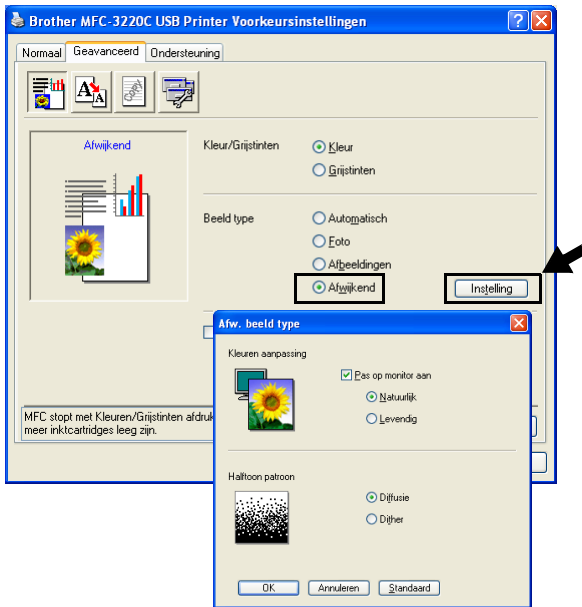 Brother MFC-3220C USB Printer Voorkeursinstellingen
Normaal Geavanceerd Ondersteuning
Afwijkend
Kleur/Grijstinten
Kleur
Grijstinten
Beeld type
Automatisch
Foto
Afbeeldingen
Afwijkend
Instelling
MFC stopt met Kleuren/Grijstinten afdruk
meer inktcartridges leeg zijn.
Afw. beeld type
Kleuren aanpassing
Pas op monitor aan
Natuurlijk
Levendig
Halftoon patroon
Diffusie
Dither
OK Annuleren Standaard